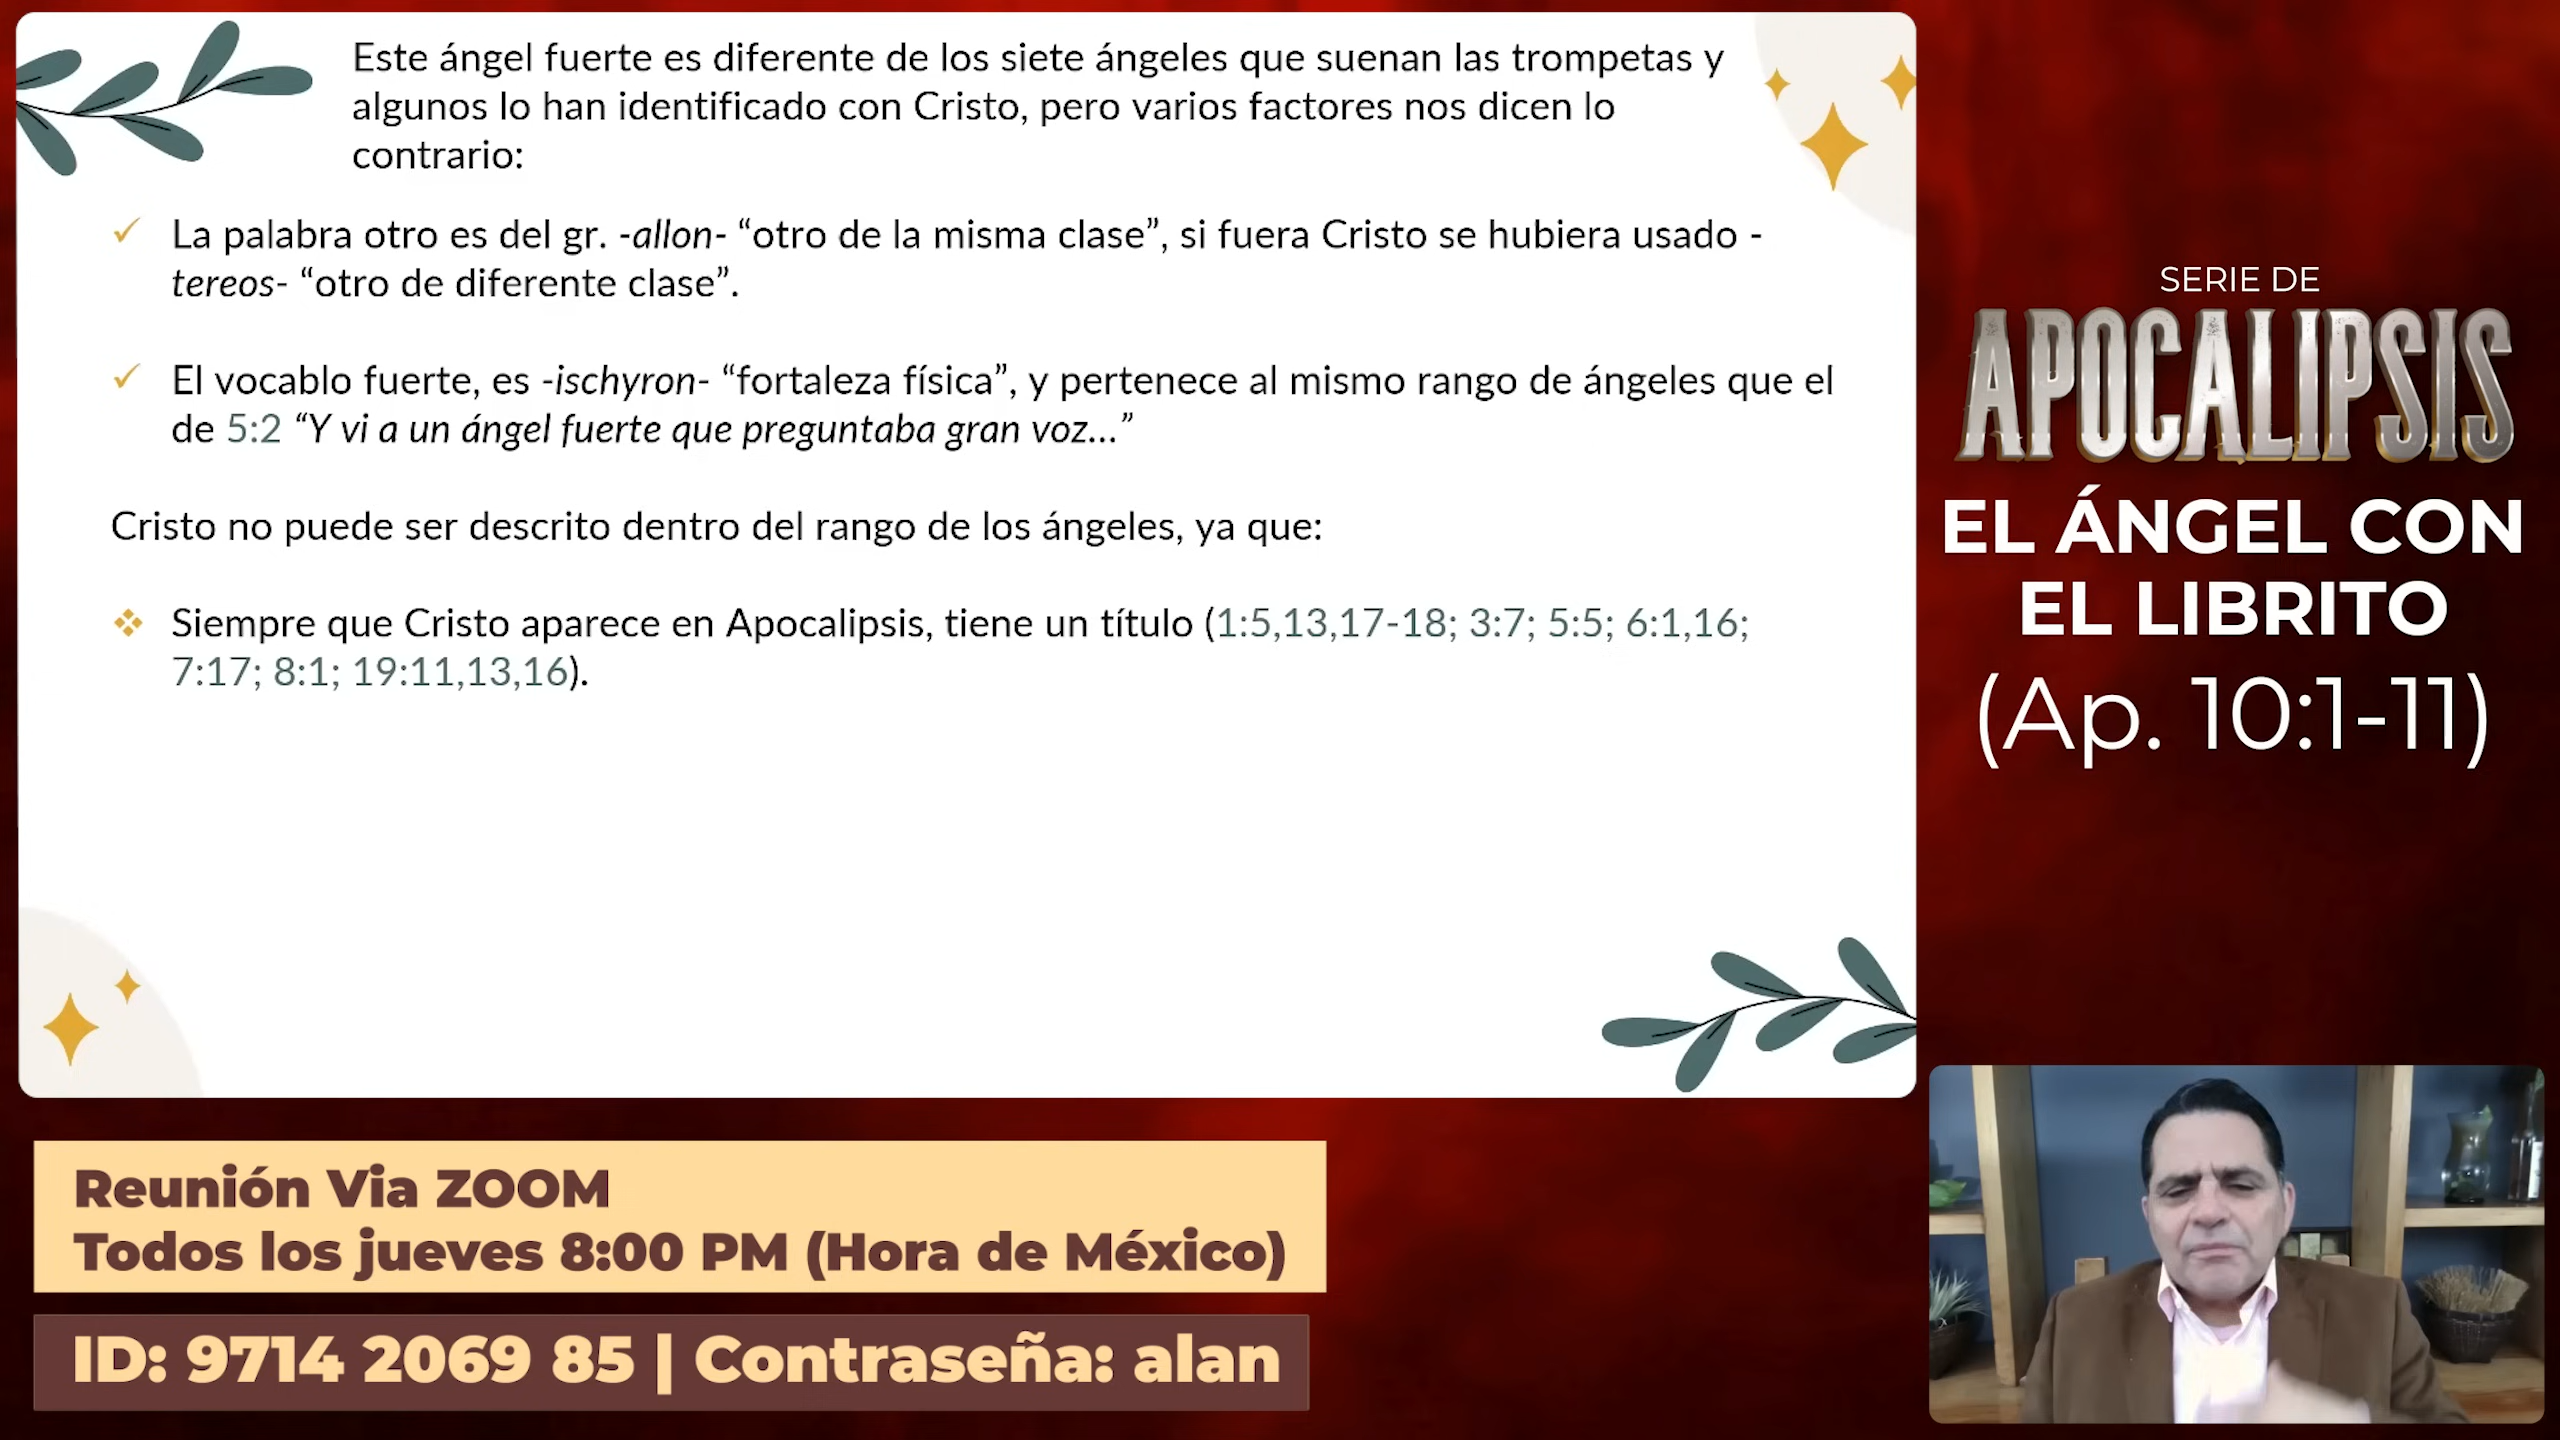 Este ángel fuerte es diferente de los siete ángeles que suenan las trompetas y
algunos lo han identificado con Cristo, pero varios factores nos dicen lo
contrario:
✓ La palabra otro es del gr. -allon- “otro de la misma clase”, si fuera Cristo se hubiera usado -
tereos- “otro de diferente clase”.
✓ El vocablo fuerte, es -ischyron- “fortaleza física”, y pertenece al mismo rango de ángeles que el
de 5:2 “Y vi a un ángel fuerte que preguntaba gran voz…”
Cristo no puede ser descrito dentro del rango de los ángeles, ya que:
❖ Siempre que Cristo aparece en Apocalipsis, tiene un título (1:5,13,17-18; 3:7; 5:5; 6:1,16;
7:17; 8:1; 19:11,13,16).
SERIE DE
APOCALIPSIS
EL ÁNGEL CON
EL LIBRITO
(Ap. 10:1-11)
Reunión Via ZOOM
Todos los jueves 8:00 PM (Hora de México)
ID: 9714 2069 85 | Contraseña: alan